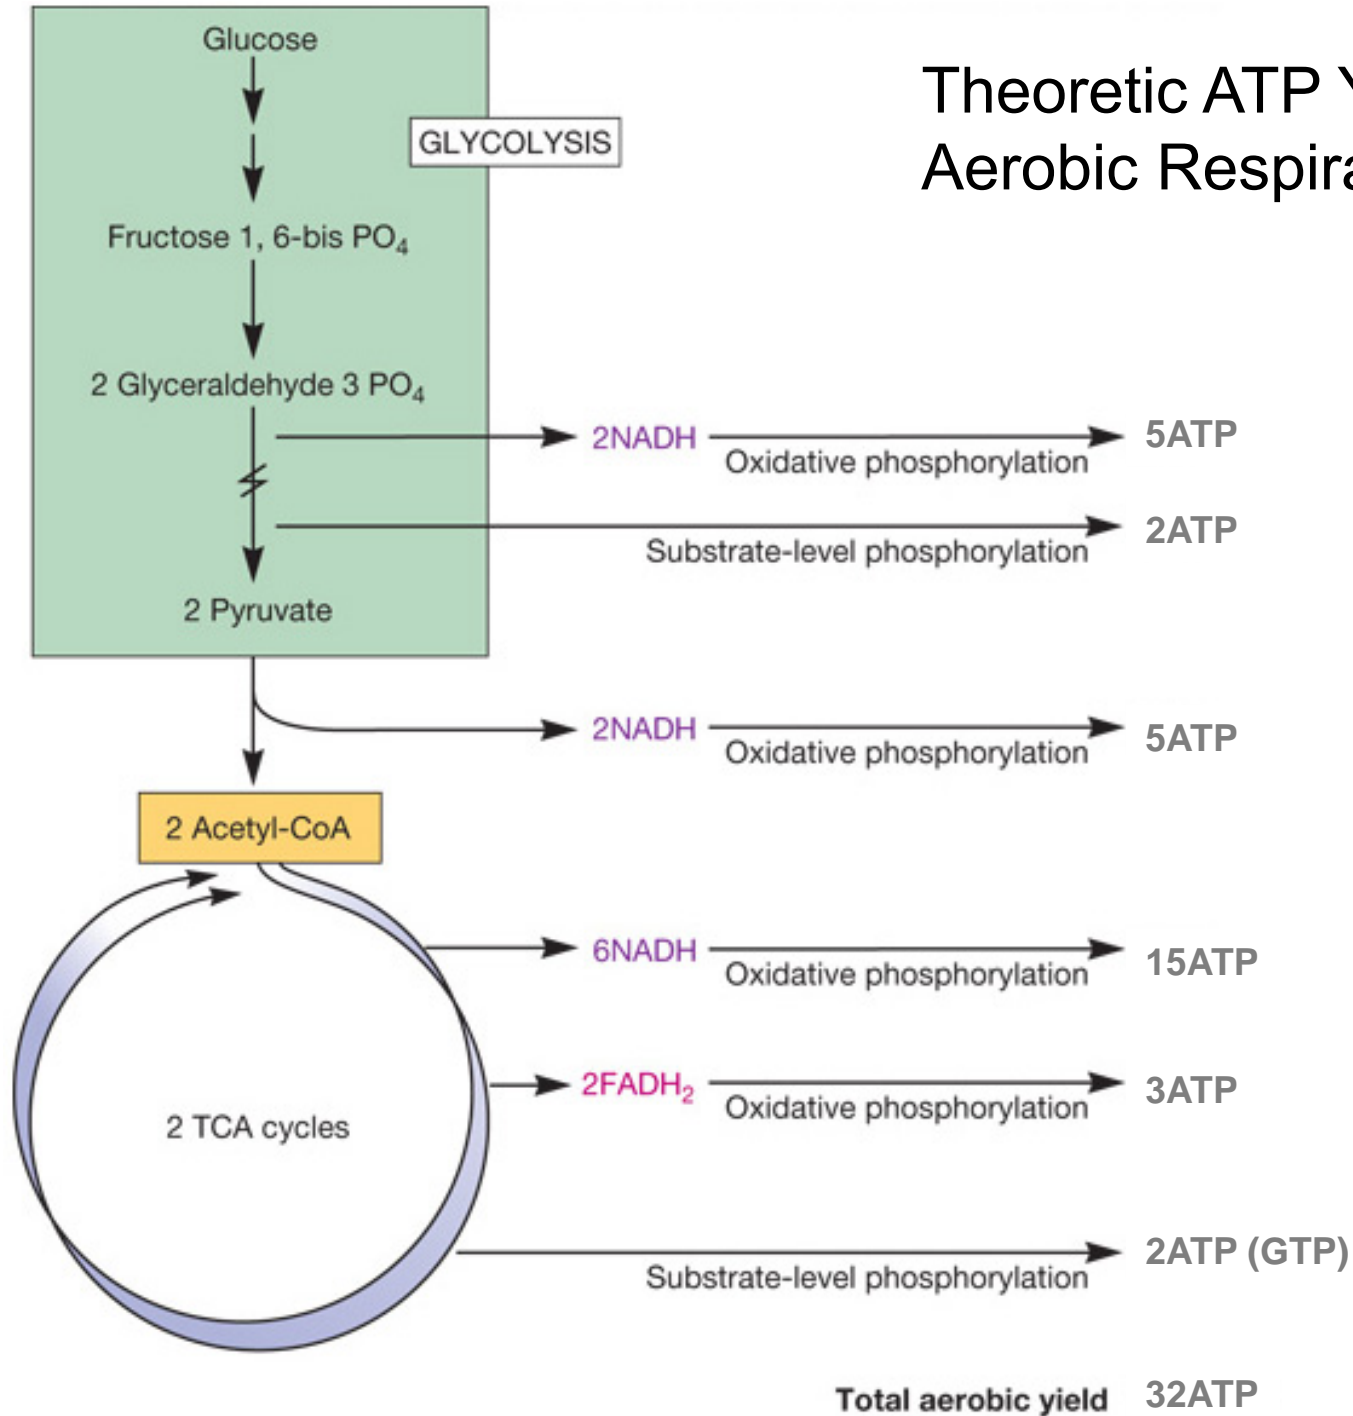 Theoretic ATP
Aerobic
Glucose
GLYCOLYSIS
Fructose 1, 6-bis PO₄
2 Glyceraldehyde 3 PO₄
2NADH
Oxidative phosphorylation
5ATP
Substrate-level phosphorylation
2ATP
2 Pyruvate
2NADH
Oxidative phosphorylation
5ATP
2 Acetyl-CoA
6NADH
Oxidative phosphorylation
15ATP
2FADH₂
Oxidative phosphorylation
3ATP
2 TCA cycles
Substrate-level phosphorylation
2ATP (GTP)
Total aerobic yield 32ATP